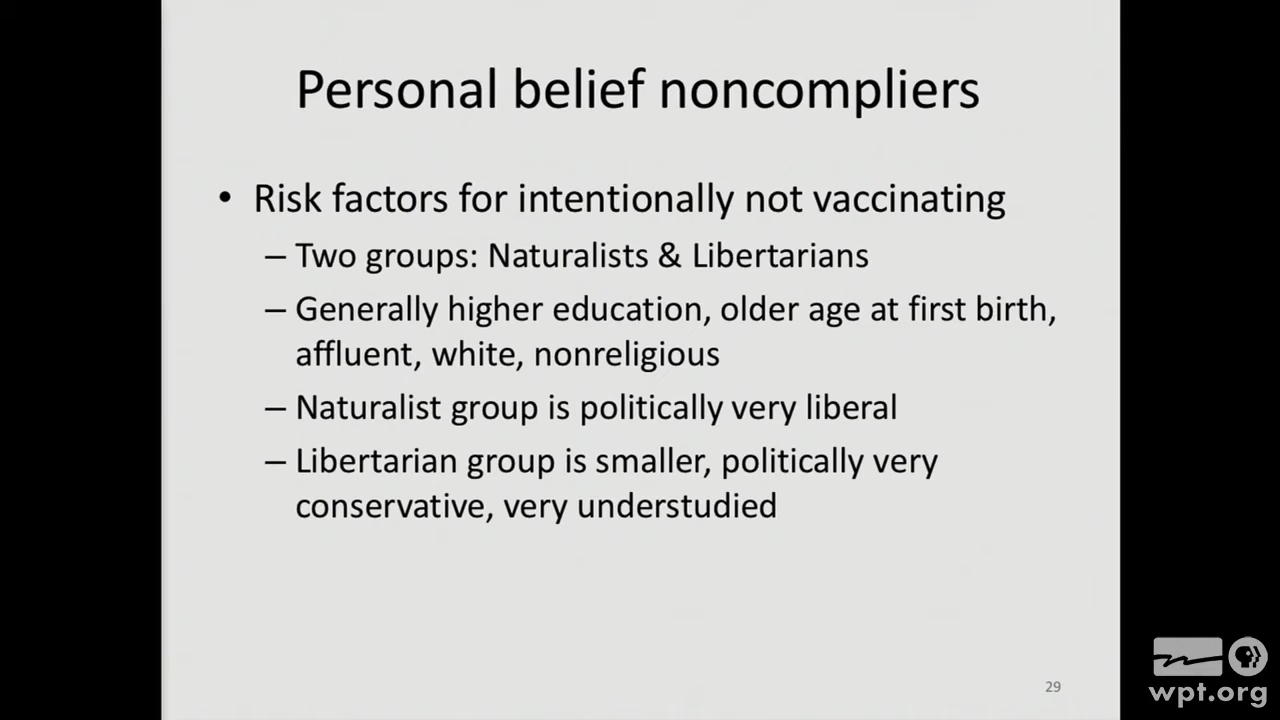 Personal belief noncompliers
• Risk factors for intentionally not vaccinating
– Two groups: Naturalists & Libertarians
– Generally higher education, older age at first birth,
affluent, white, nonreligious
– Naturalist group is politically very liberal
– Libertarian group is smaller, politically very
conservative, very understudied
29
wpt.org